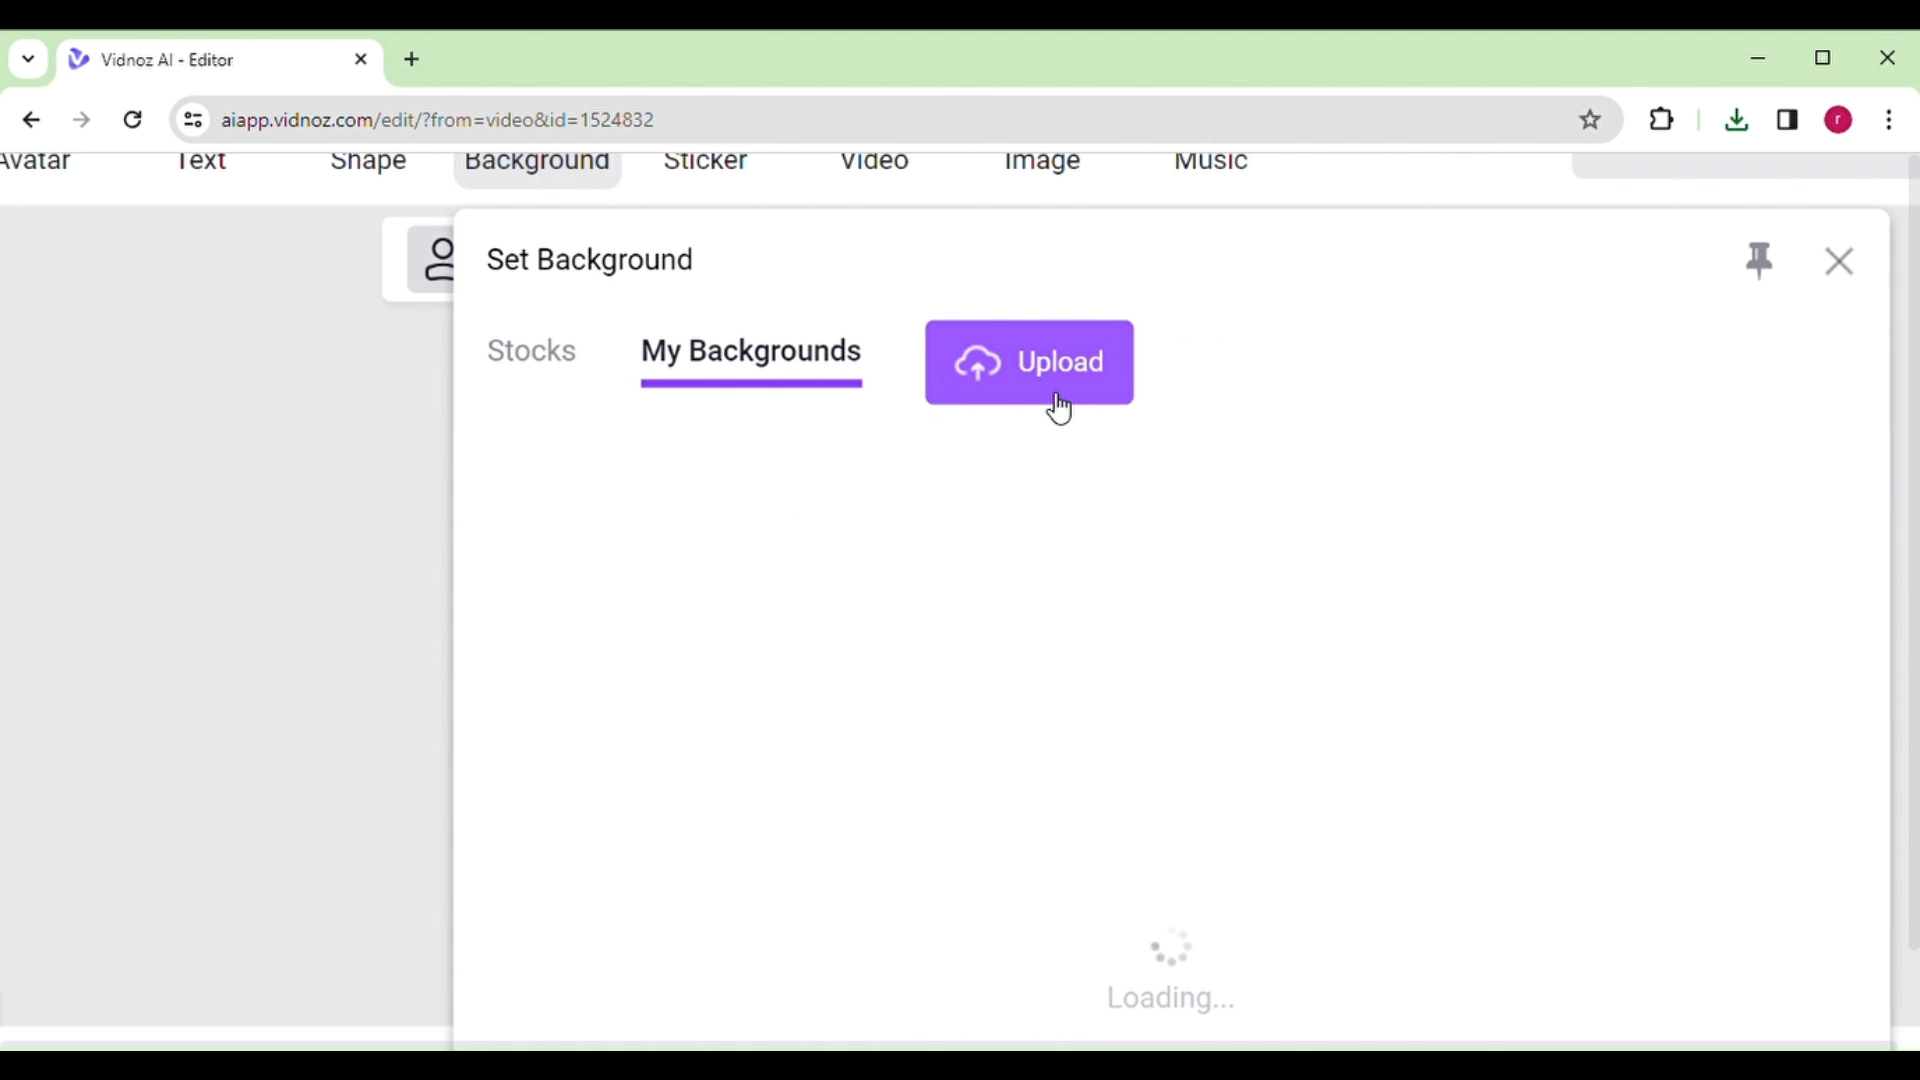 Vidnoz AI - Editor
aiapp.vidnoz.com/edit/?from=video&id=1524832
r
Avatar Text Shape Background Sticker Video Image Music
Set Background
Stocks My Backgrounds Upload
Loading...